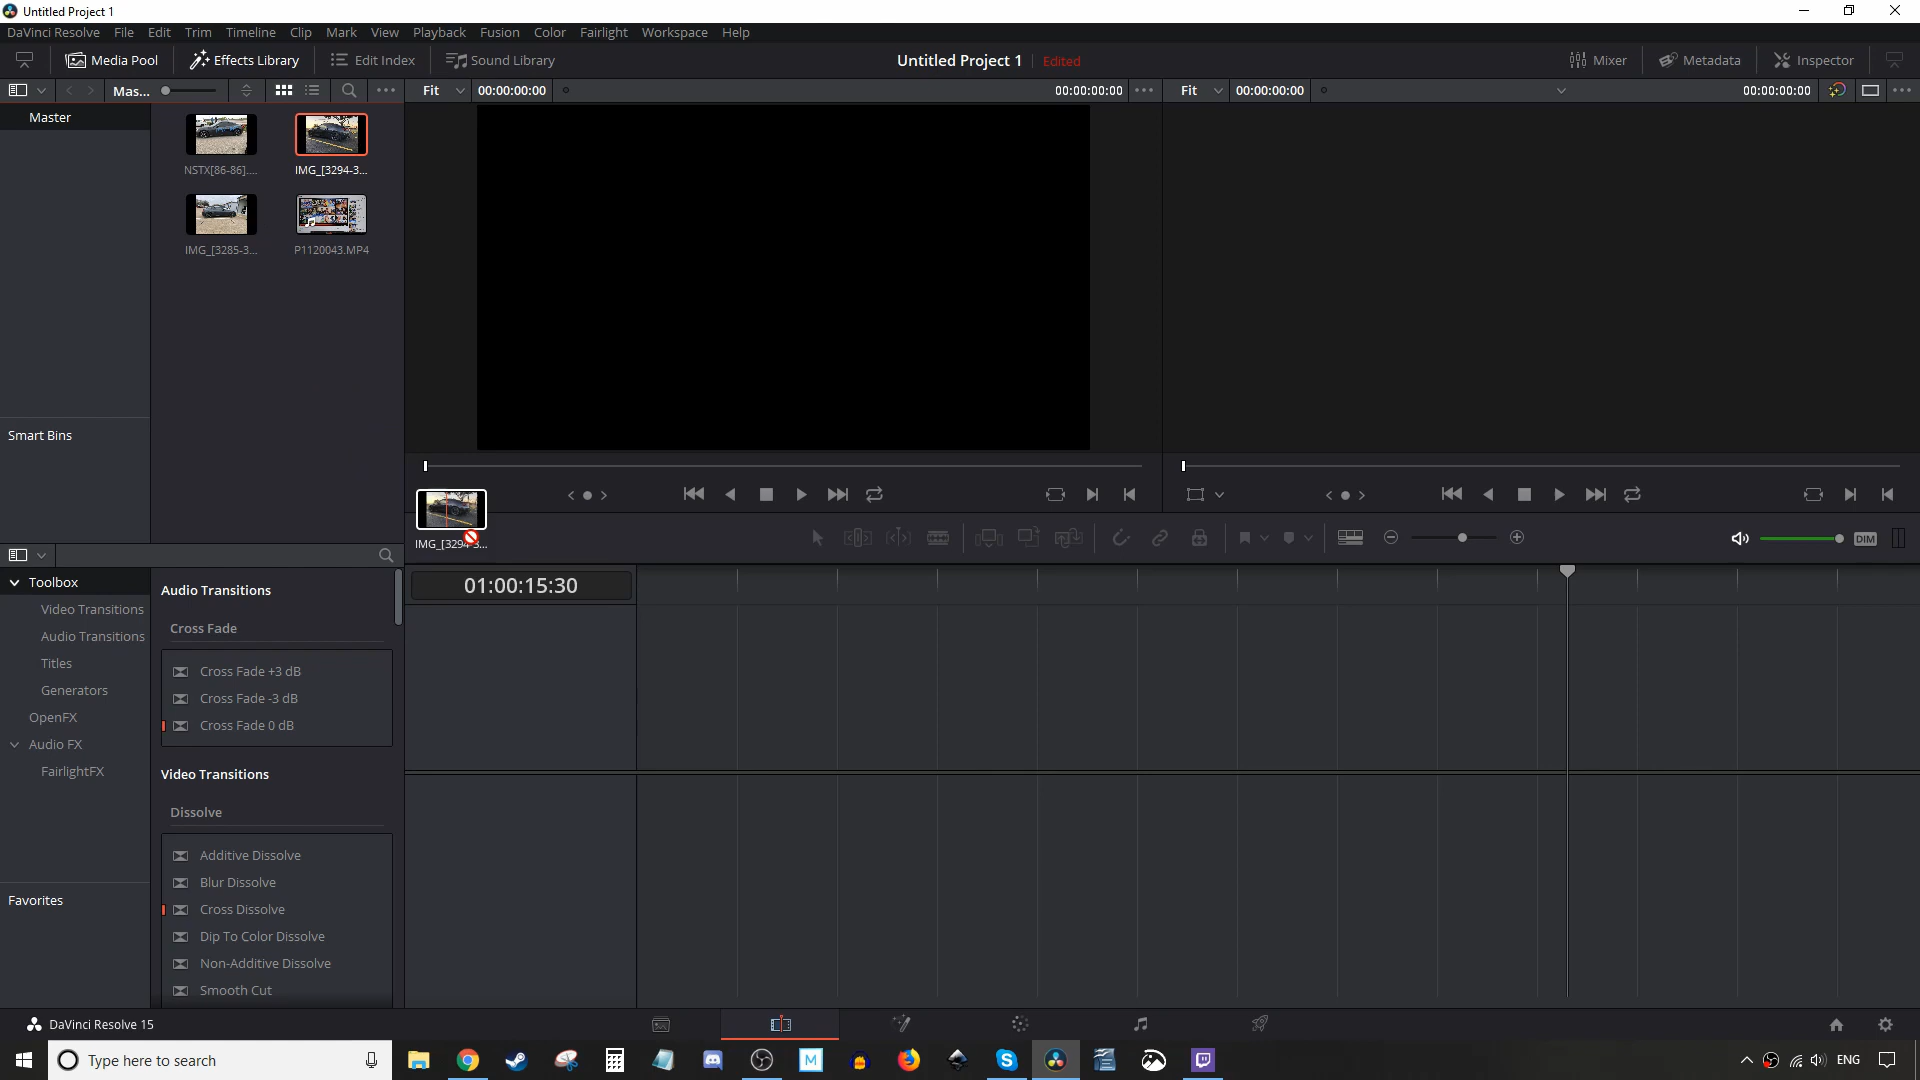 Untitled Project 1
DaVinci Resolve File Edit Trim Timeline Clip Mark View Playback Fusion Color Fairlight Workspace Help
Media Pool Effects Library Edit Index Sound Library Untitled Project 1 Edited Mixer Metadata Inspector
Mas... Fit 00:00:00:00 00:00:00:00 Fit 00:00:00:00 00:00:00:00
Master
NSTX[86-86].... IMG_[3294-3...
IMG_[3285-3... P1120043.MP4
Smart Bins
IMG_[3294-3...
DIM
01:00:15:30
Toolbox
Video Transitions
Audio Transitions
Titles
Generators
OpenFX
Audio FX
FairlightFX
Favorites
Audio Transitions
Cross Fade
Cross Fade +3 dB
Cross Fade -3 dB
Cross Fade 0 dB
Video Transitions
Dissolve
Additive Dissolve
Blur Dissolve
Cross Dissolve
Dip To Color Dissolve
Non-Additive Dissolve
Smooth Cut
DaVinci Resolve 15
Type here to search
M
ENG